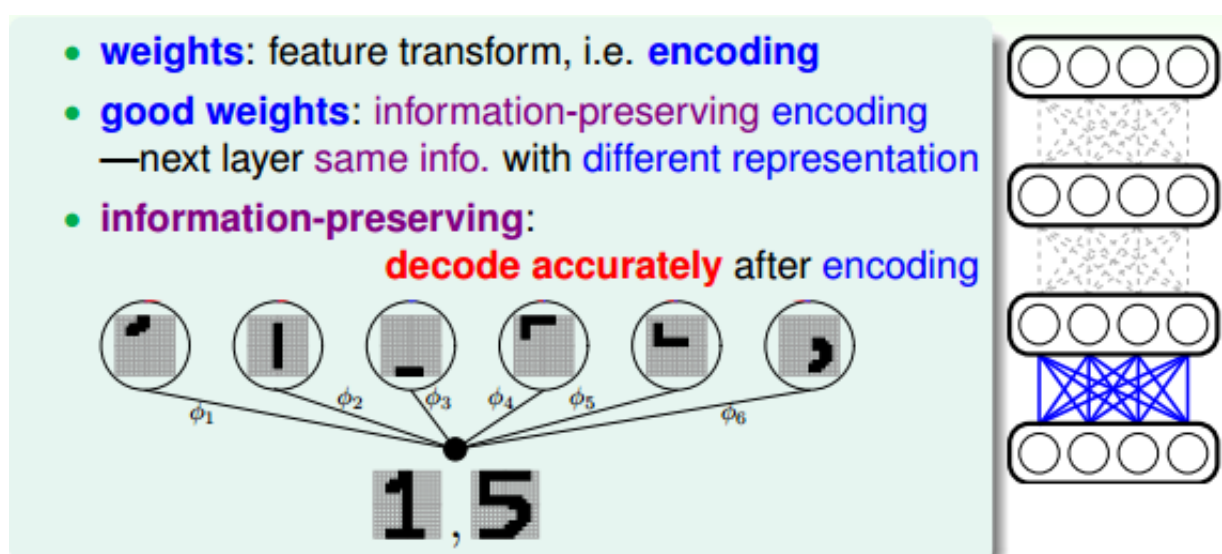 • weights: feature transform, i.e. encoding
• good weights: information-preserving encoding
—next layer same info. with different representation
• information-preserving:
decode accurately after encoding
ϕ1 ϕ2 ϕ3 ϕ4 ϕ5 ϕ6
1, 5